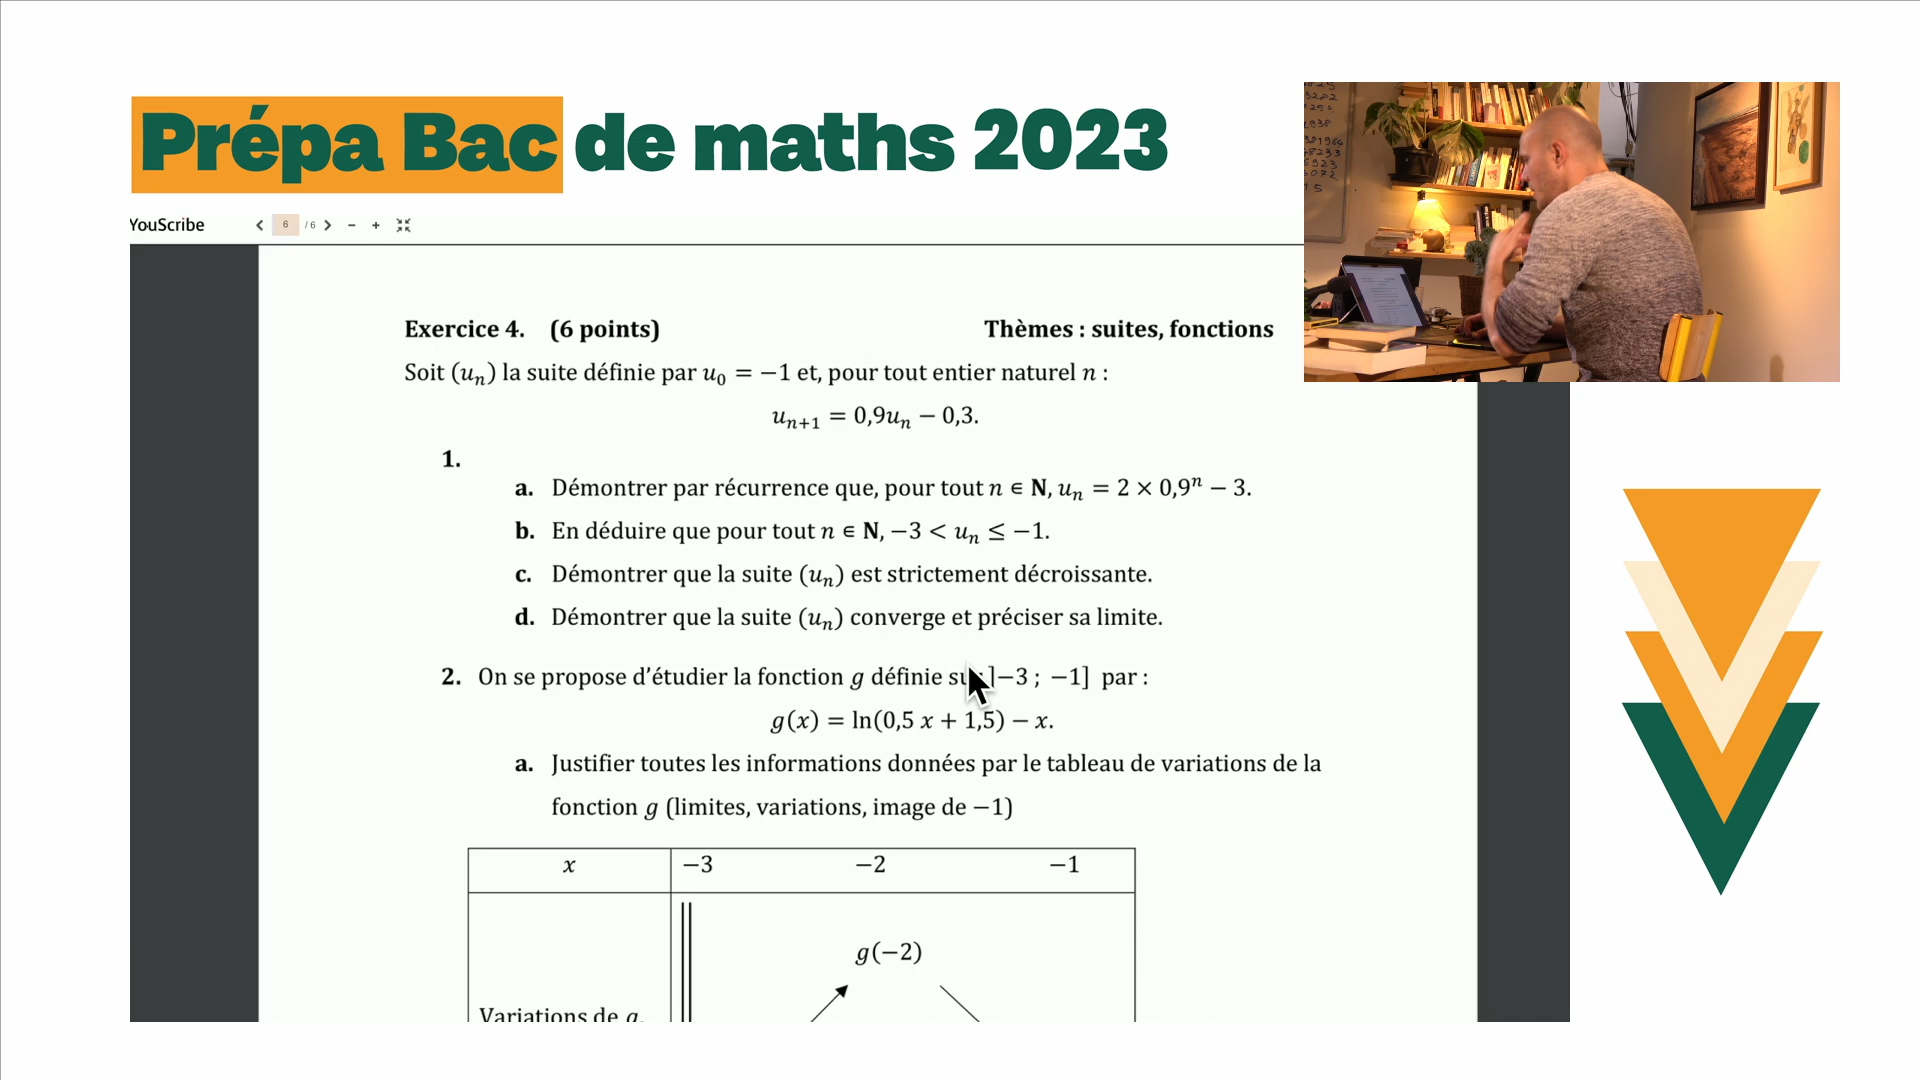 Prépa Bac de maths 2023
YouScribe < 6 / 6 > − +
Exercice 4. (6 points) Thèmes : suites, fonctions
Soit (uₙ) la suite définie par u₀ = −1 et, pour tout entier naturel n :
uₙ₊₁ = 0,9uₙ − 0,3.
1.
a. Démontrer par récurrence que, pour tout n ∈ N, uₙ = 2 × 0,9ⁿ − 3.
b. En déduire que pour tout n ∈ N, −3 < uₙ ≤ −1.
c. Démontrer que la suite (uₙ) est strictement décroissante.
d. Démontrer que la suite (uₙ) converge et préciser sa limite.
2. On se propose d'étudier la fonction g définie sur ]−3 ; −1] par :
g(x) = ln(0,5 x + 1,5) − x.
a. Justifier toutes les informations données par le tableau de variations de la
fonction g (limites, variations, image de −1)
x −3 −2 −1
g(−2)
Variations de g.